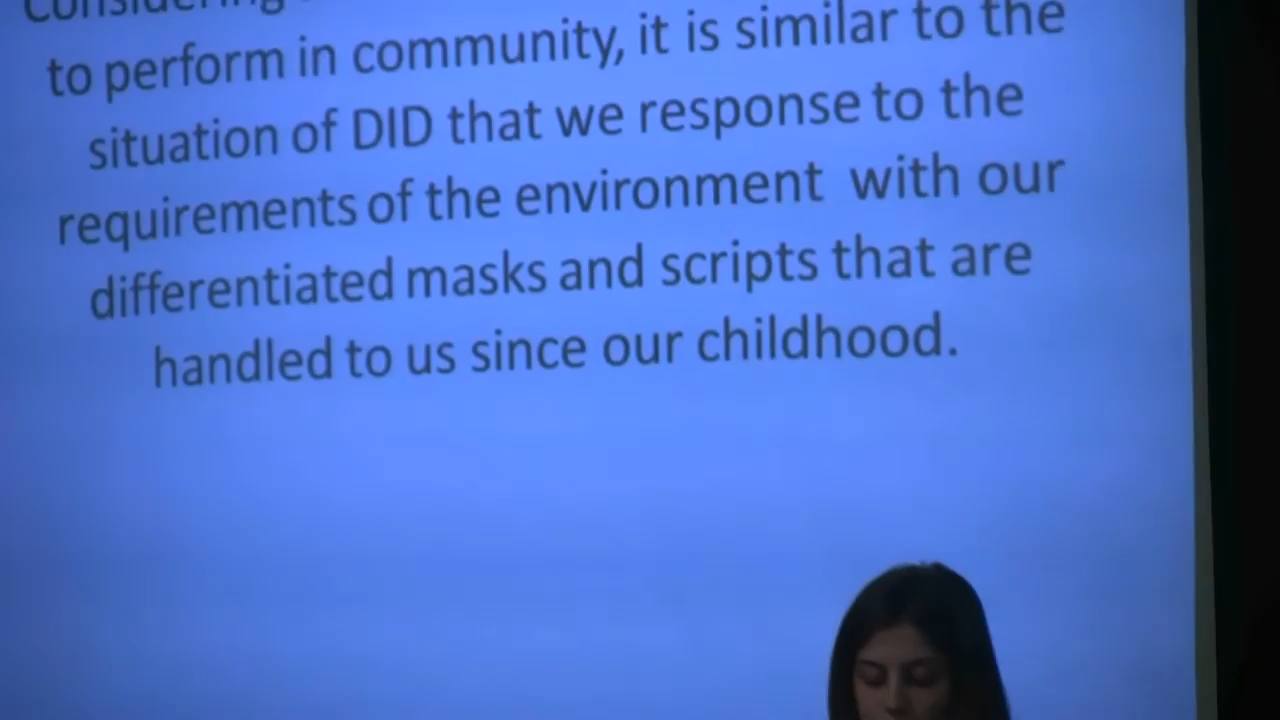 Considering
to perform in community, it is similar to the
situation of DID that we response to the
requirements of the environment with our
differentiated masks and scripts that are
handled to us since our childhood.